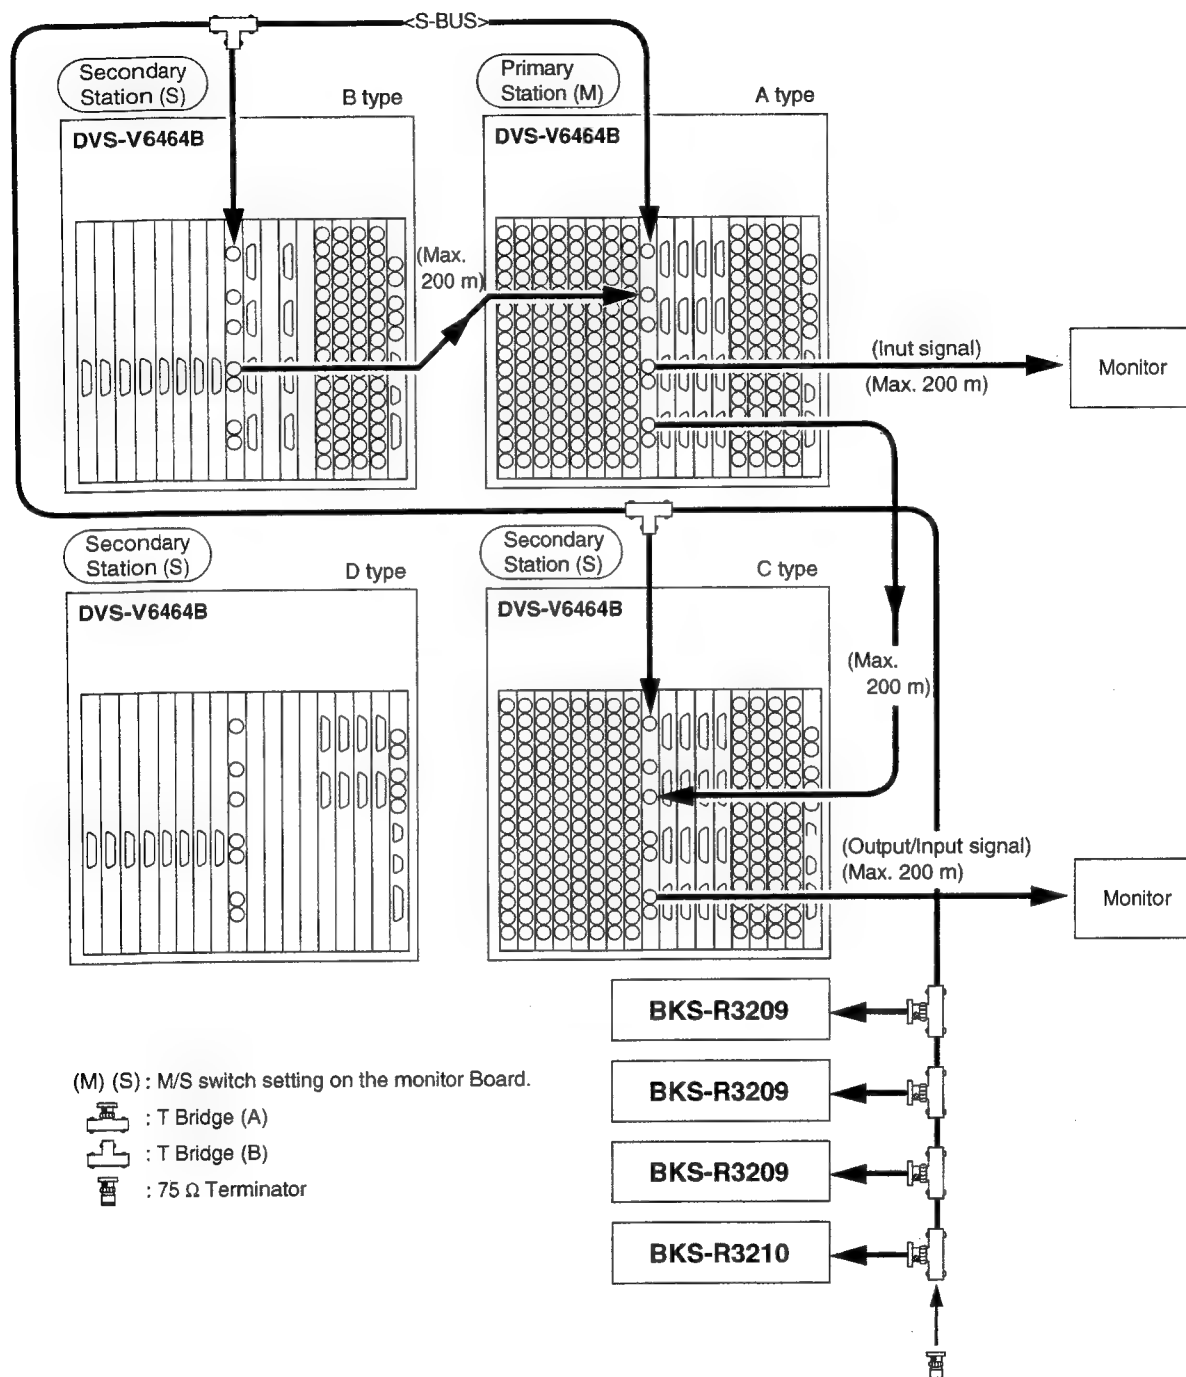 <S-BUS>
Secondary
Station (S)
B type
Primary
Station (M)
A type
DVS-V6464B
DVS-V6464B
(Max.
200 m)
(Inut signal)
(Max. 200 m)
Monitor
Secondary
Station (S)
D type
Secondary
Station (S)
C type
DVS-V6464B
DVS-V6464B
(Max.
200 m)
(Output/Input signal)
(Max. 200 m)
Monitor
BKS-R3209
BKS-R3209
BKS-R3209
BKS-R3210
(M) (S) : M/S switch setting on the monitor Board.
: T Bridge (A)
: T Bridge (B)
: 75 Ω Terminator